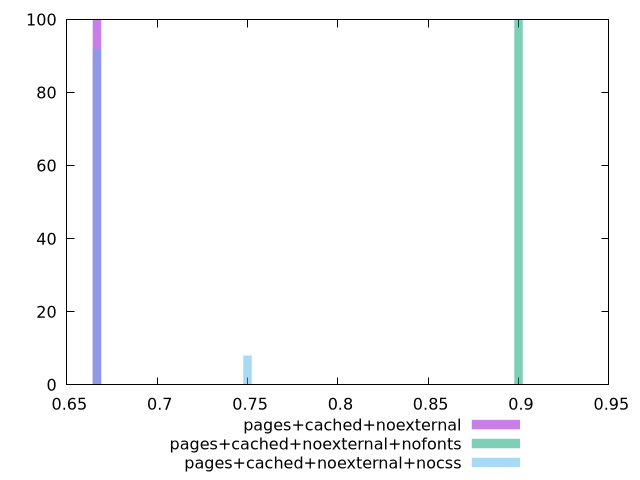 100
80
60
40
20
0
0.65 0.7 0.75 0.8 0.85 0.9 0.95
pages+cached+noexternal
pages+cached+noexternal+nofonts
pages+cached+noexternal+nocss